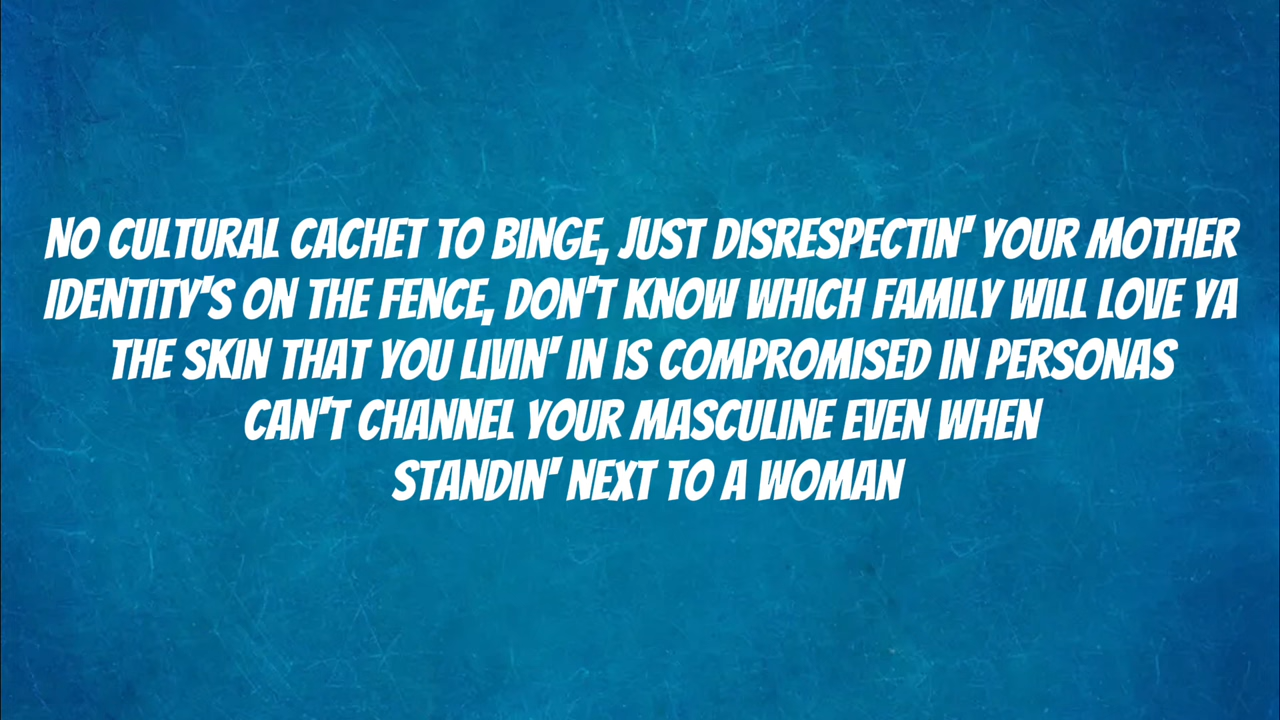 NO CULTURAL CACHET TO BINGE, JUST DISRESPECTIN' YOUR MOTHER
IDENTITY'S ON THE FENCE, DON'T KNOW WHICH FAMILY WILL LOVE YA
THE SKIN THAT YOU LIVIN' IN IS COMPROMISED IN PERSONAS
CAN'T CHANNEL YOUR MASCULINE EVEN WHEN
STANDIN' NEXT TO A WOMAN